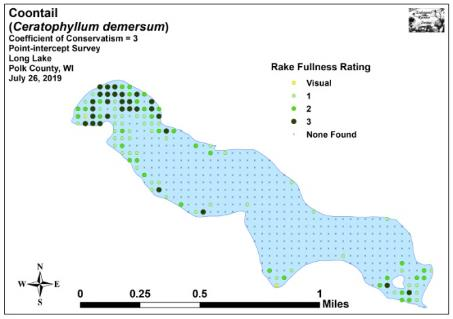 Coontail
(Ceratophyllum demersum)
Coefficient of Conservatism = 3
Point-intercept Survey
Long Lake
Polk County, WI
July 26, 2019
Rake Fullness Rating
Visual
1
2
3
None Found
N
W E
S
0 0.25 0.5 1
Miles